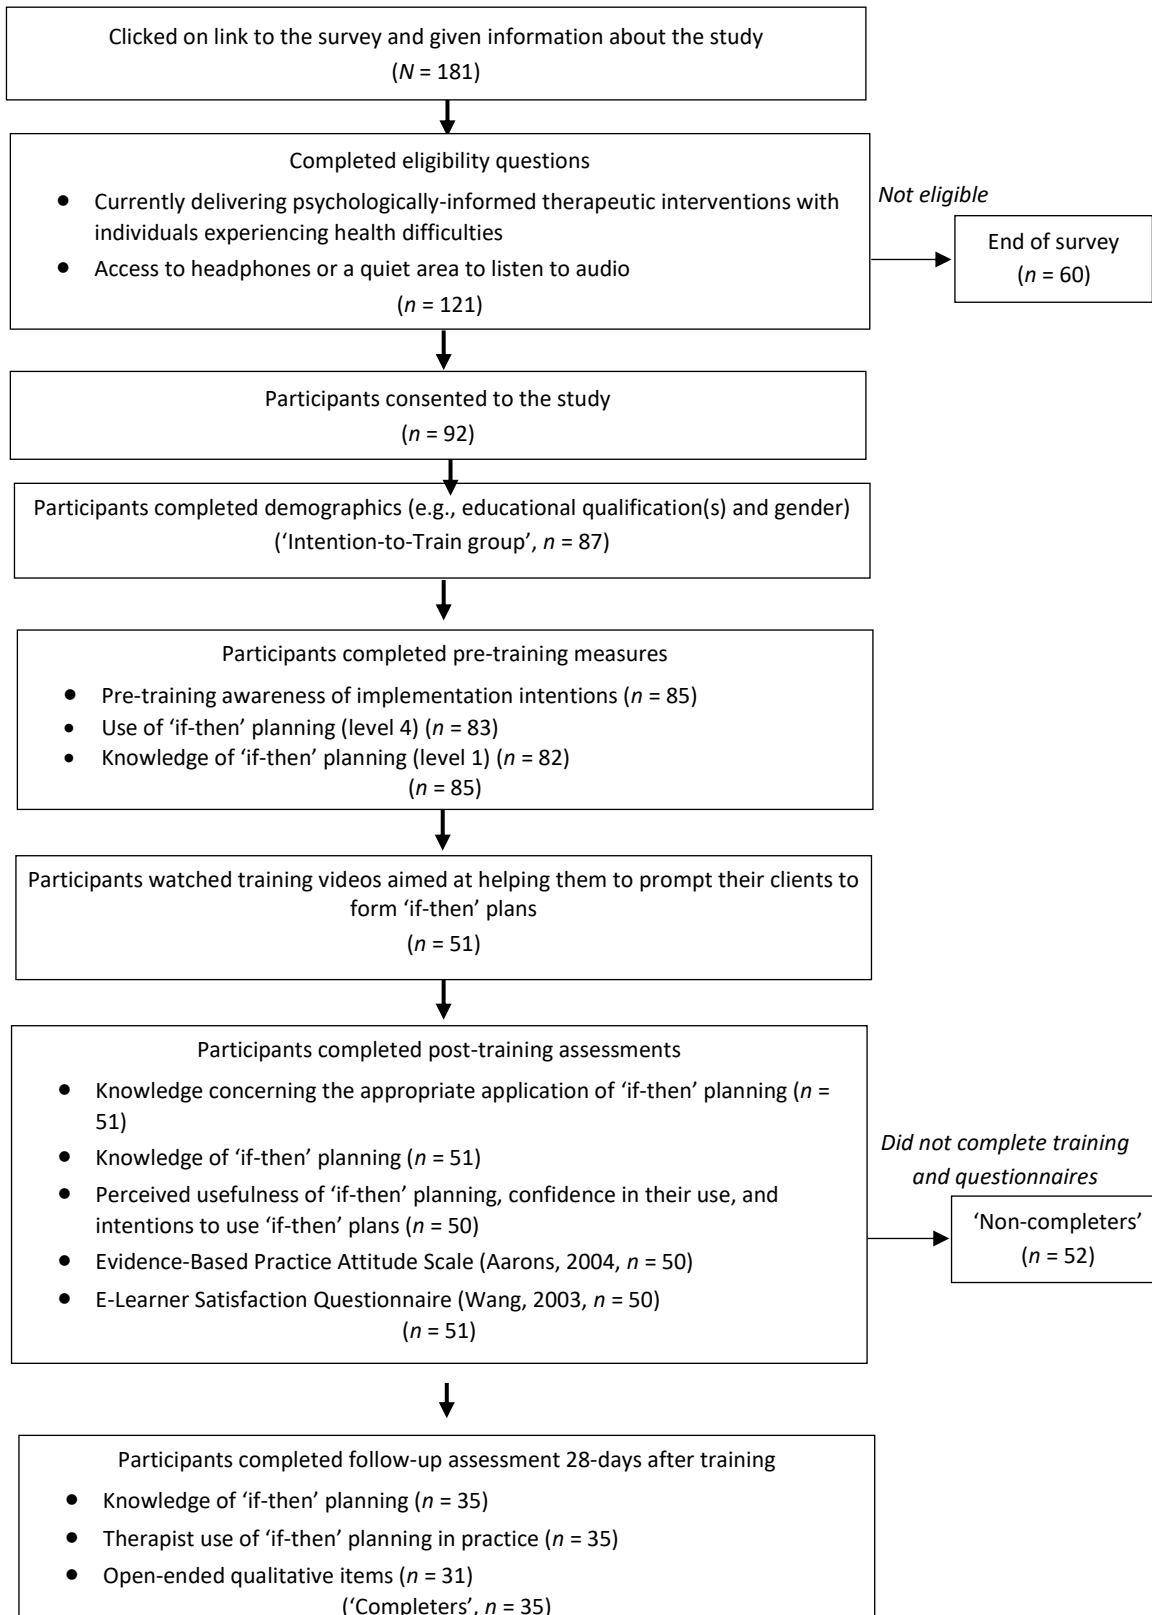 Clicked on link to the survey and given information about the study
(N = 181)
Completed eligibility questions
• Currently delivering psychologically-informed therapeutic interventions with
individuals experiencing health difficulties
• Access to headphones or a quiet area to listen to audio
(n = 121)
Not eligible
End of survey
(n = 60)
Participants consented to the study
(n = 92)
Participants completed demographics (e.g., educational qualification(s) and gender)
(‘Intention-to-Train group’, n = 87)
Participants completed pre-training measures
• Pre-training awareness of implementation intentions (n = 85)
• Use of ‘if-then’ planning (level 4) (n = 83)
• Knowledge of ‘if-then’ planning (level 1) (n = 82)
(n = 85)
Participants watched training videos aimed at helping them to prompt their clients to
form ‘if-then’ plans
(n = 51)
Participants completed post-training assessments
• Knowledge concerning the appropriate application of ‘if-then’ planning (n =
51)
• Knowledge of ‘if-then’ planning (n = 51)
• Perceived usefulness of ‘if-then’ planning, confidence in their use, and
intentions to use ‘if-then’ plans (n = 50)
• Evidence-Based Practice Attitude Scale (Aarons, 2004, n = 50)
• E-Learner Satisfaction Questionnaire (Wang, 2003, n = 50)
(n = 51)
Did not complete training
and questionnaires
‘Non-completers’
(n = 52)
Participants completed follow-up assessment 28-days after training
• Knowledge of ‘if-then’ planning (n = 35)
• Therapist use of ‘if-then’ planning in practice (n = 35)
• Open-ended qualitative items (n = 31)
(‘Completers’, n = 35)